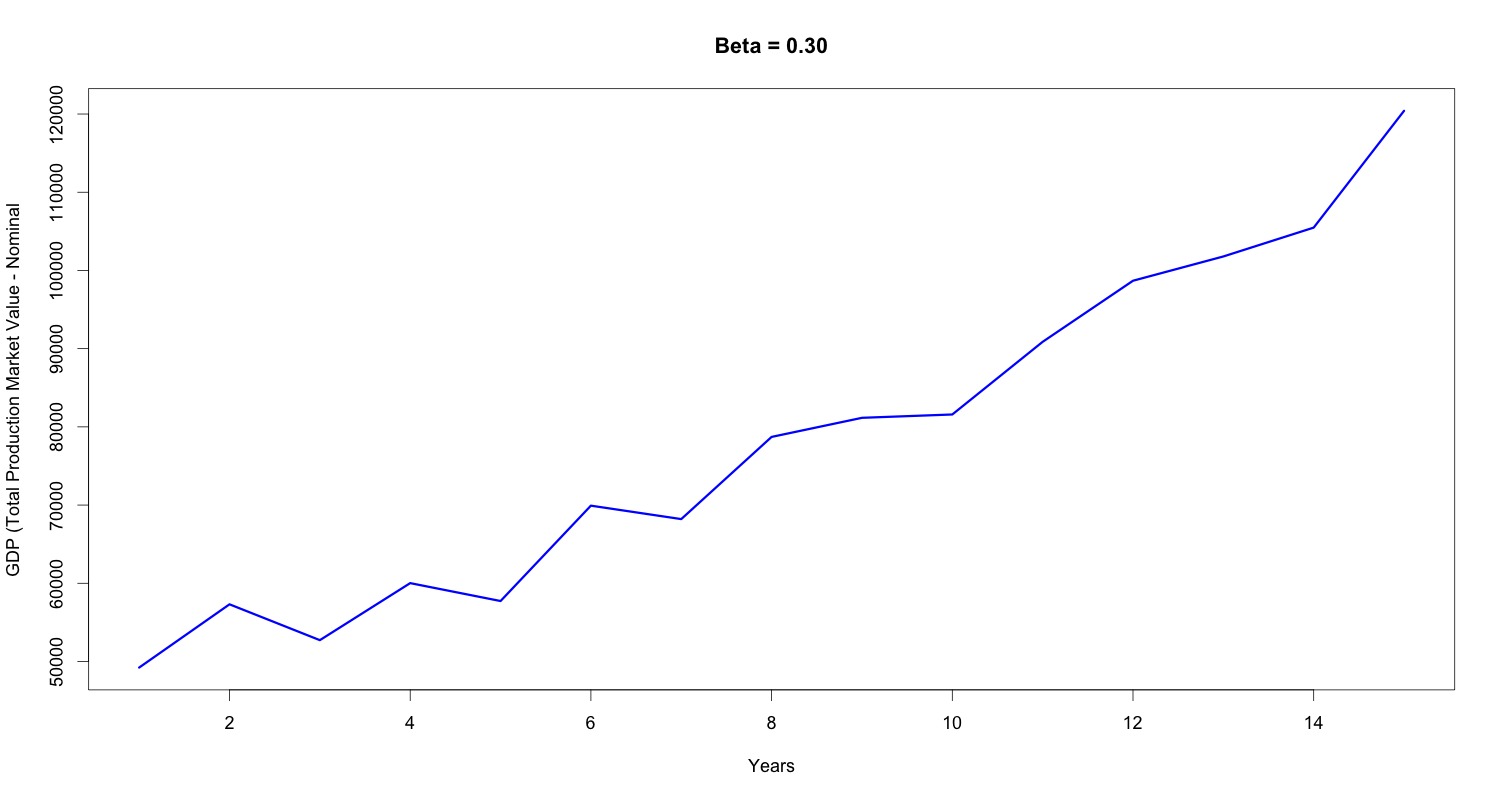 Beta = 0.30
GDP (Total Production Market Value - Nominal
120000
110000
100000
90000
80000
70000
60000
50000
2 4 6 8 10 12 14
Years